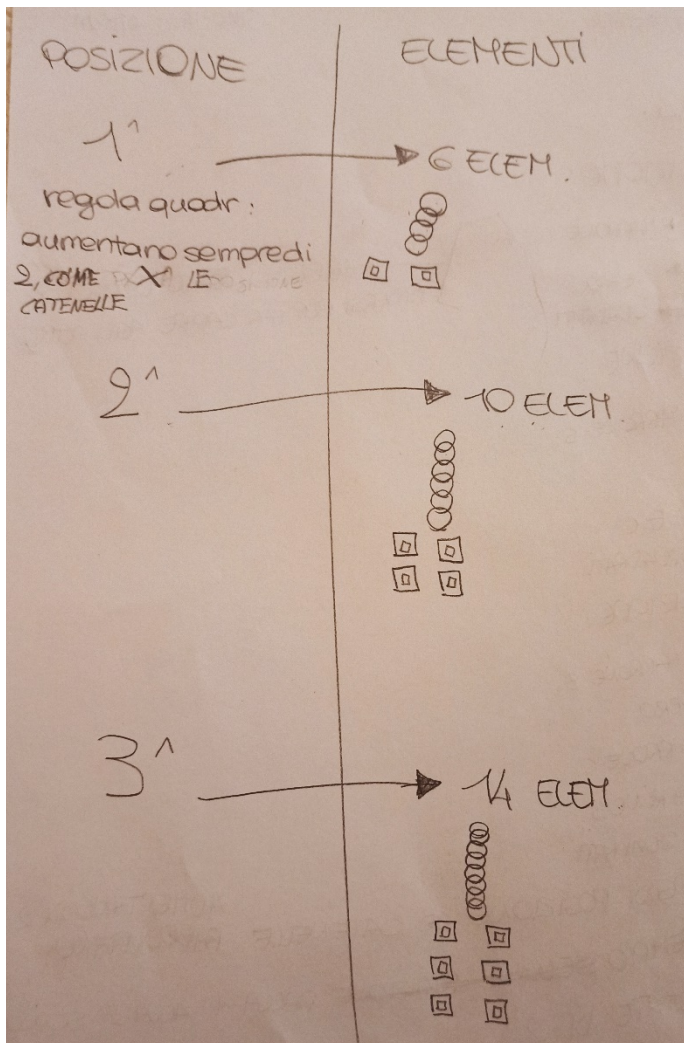 POSIZIONE
ELEMENTI
1^
6 ELEM.
regola quadr:
aumentano sempre di
2, COME X LE
CATENELLE
2^
10 ELEM
3^
14 ELEM.